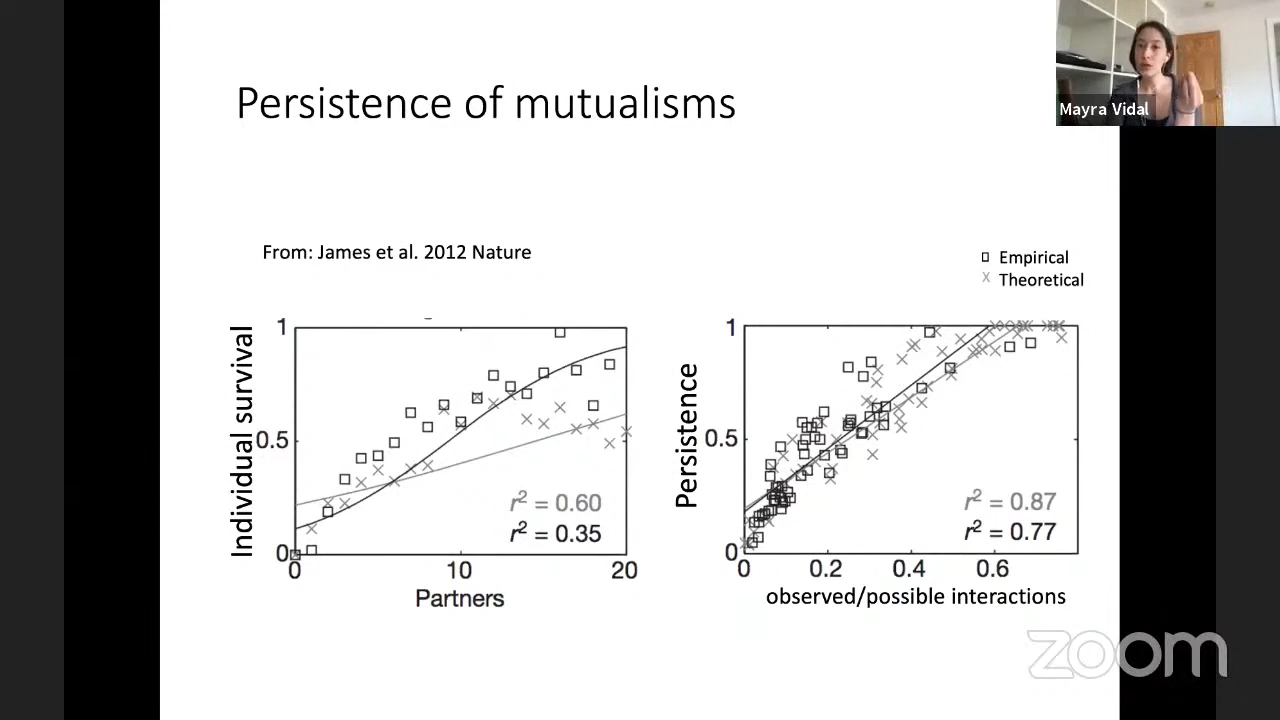 Mayra Vidal
Persistence of mutualisms
From: James et al. 2012 Nature
Empirical
Theoretical
Individual survival
1
0.5
0
r² = 0.60
r² = 0.35
0 10 20
Partners
Persistence
1
0.5
0
r² = 0.87
r² = 0.77
0 0.2 0.4 0.6
observed/possible interactions
zoom